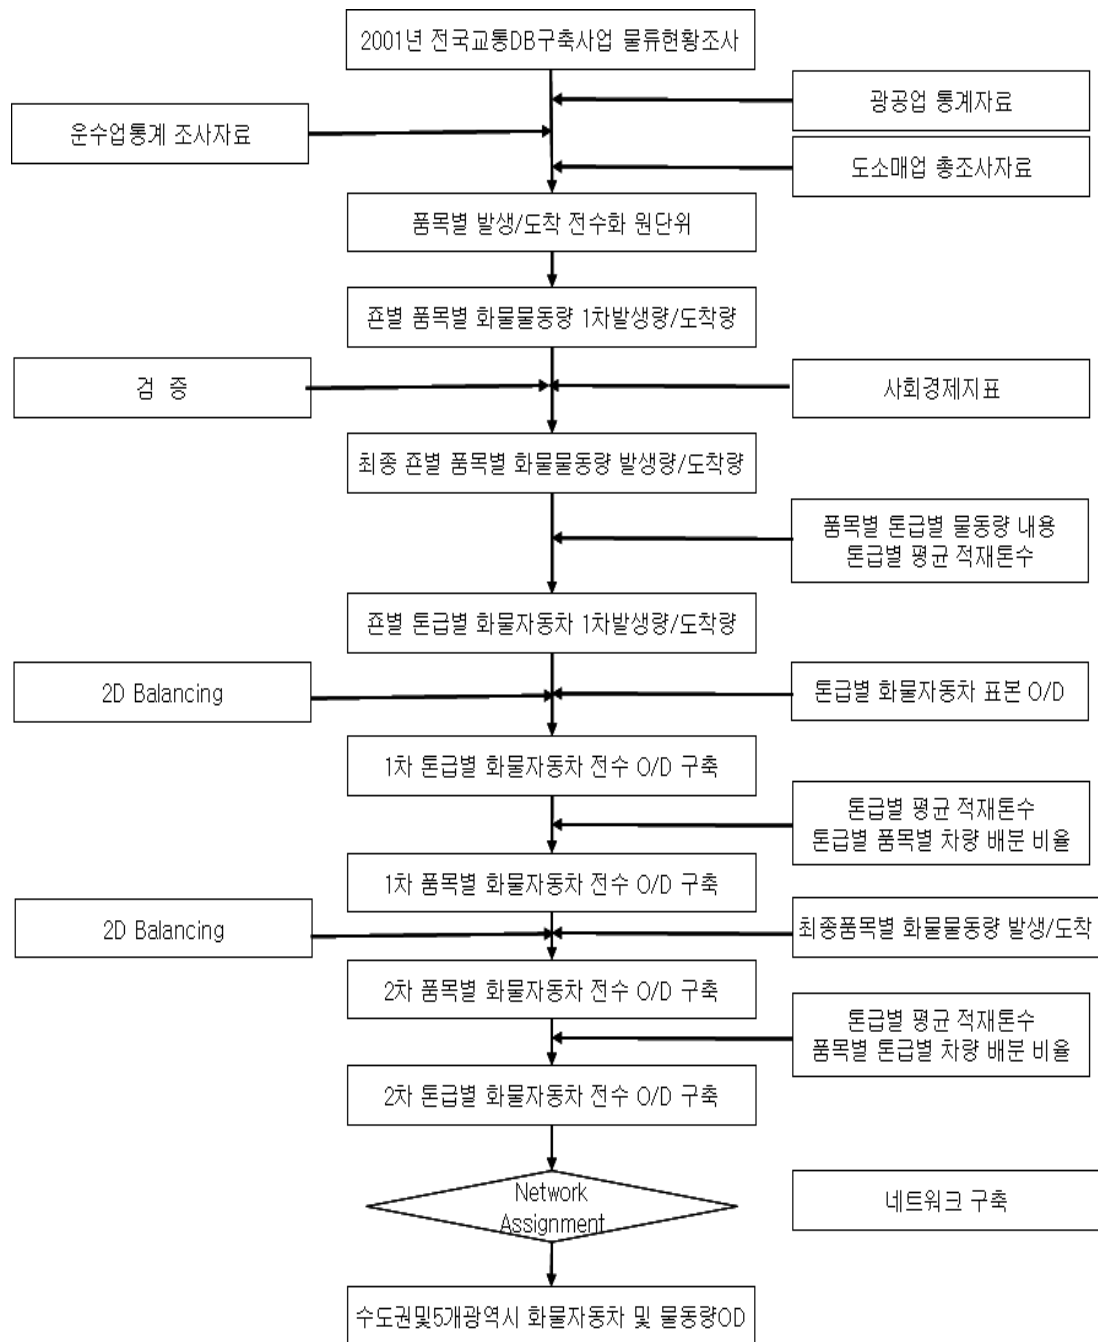 2001년 전국교통DB구축사업 물류현황조사
광공업 통계자료
운수업통계 조사자료
도소매업 총조사자료
품목별 발생/도착 전수화 원단위
죤별 품목별 화물물동량 1차발생량/도착량
검 증
사회경제지표
최종 죤별 품목별 화물물동량 발생량/도착량
품목별 톤급별 물동량 내용
톤급별 평균 적재톤수
죤별 톤급별 화물자동차 1차발생량/도착량
2D Balancing
톤급별 화물자동차 표본 O/D
1차 톤급별 화물자동차 전수 O/D 구축
톤급별 평균 적재톤수
톤급별 품목별 차량 배분 비율
1차 품목별 화물자동차 전수 O/D 구축
2D Balancing
최종품목별 화물물동량 발생/도착
2차 품목별 화물자동차 전수 O/D 구축
톤급별 평균 적재톤수
품목별 톤급별 차량 배분 비율
2차 톤급별 화물자동차 전수 O/D 구축
Network
Assignment
네트워크 구축
수도권및5개광역시 화물자동차 및 물동량OD